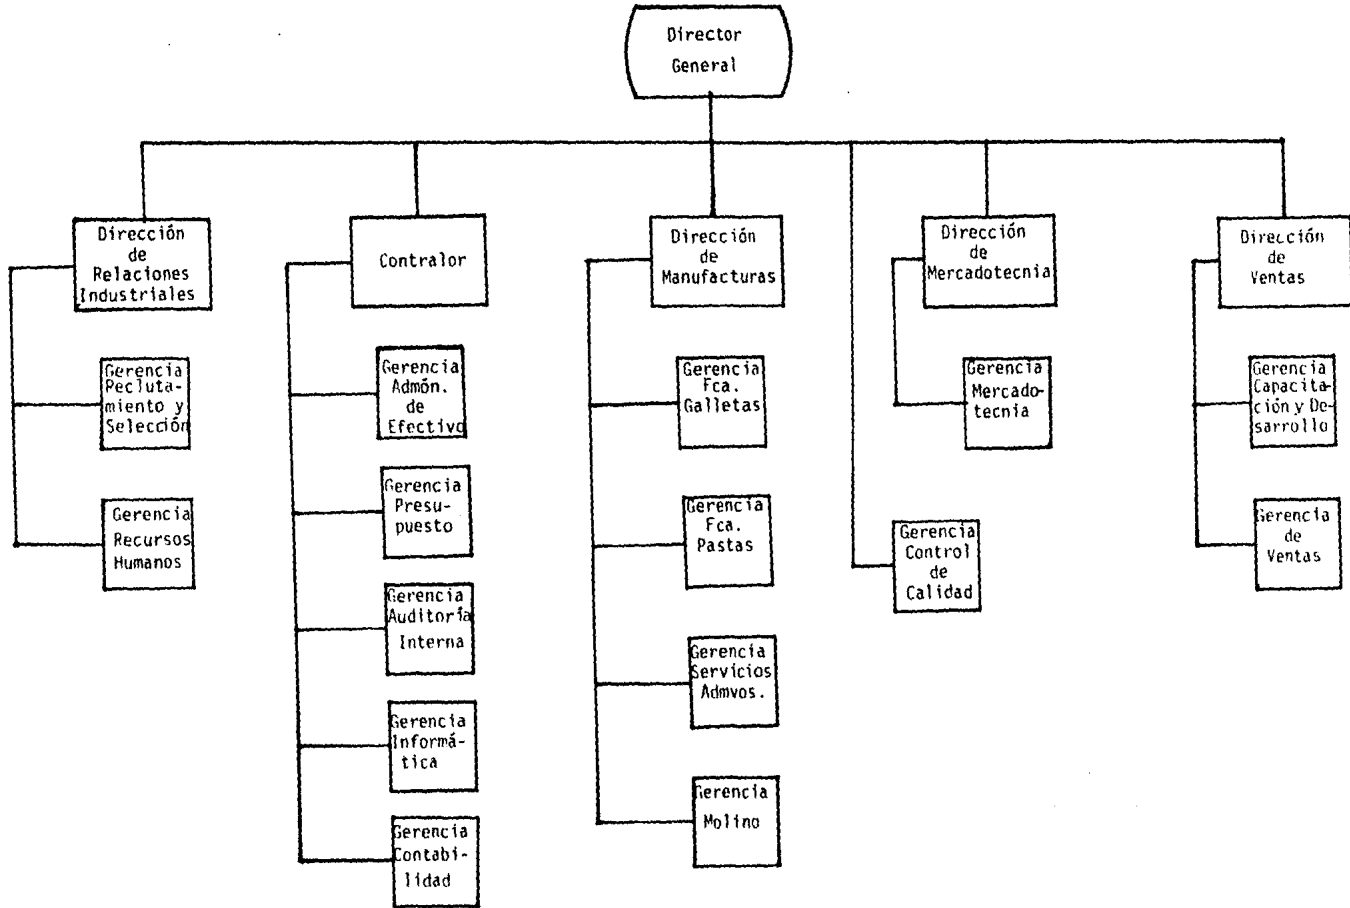 Director
General
Dirección
de
Relaciones
Industriales
Gerencia
Pecluta-
miento y
Selección
Gerencia
Recursos
Humanos
Contralor
Gerencia
Admón.
de
Efectivo
Gerencia
Presu-
puesto
Gerencia
Auditoría
Interna
Gerencia
Informá-
tica
Gerencia
Contabi-
lidad
Dirección
de
Manufacturas
Gerencia
Fca.
Galletas
Gerencia
Fca.
Pastas
Gerencia
Servicios
Admvos.
Gerencia
Molino
Dirección
de
Mercadotecnia
Gerencia
Mercado-
tecnia
Gerencia
Control
de
Calidad
Dirección
de
Ventas
Gerencia
Capacita-
ción y De-
sarrollo
Gerencia
de
Ventas